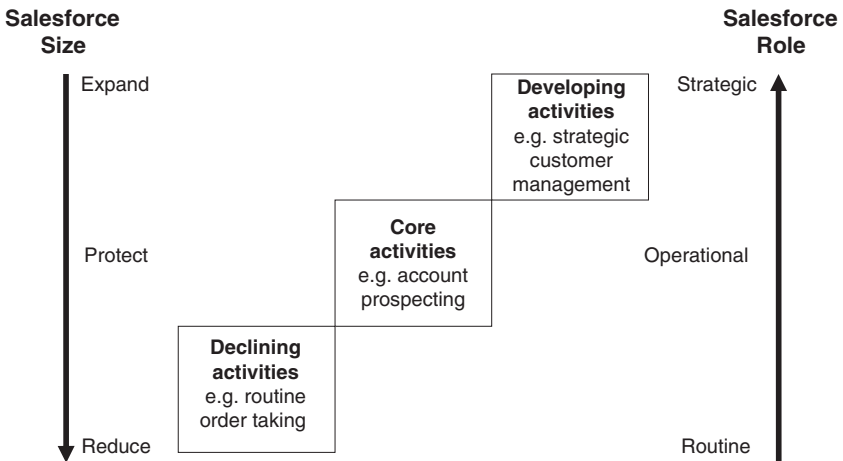 Salesforce
Size
Salesforce
Role
Expand
Developing
activities
e.g. strategic
customer
management
Strategic
Protect
Core
activities
e.g. account
prospecting
Operational
Declining
activities
e.g. routine
order taking
Reduce
Routine